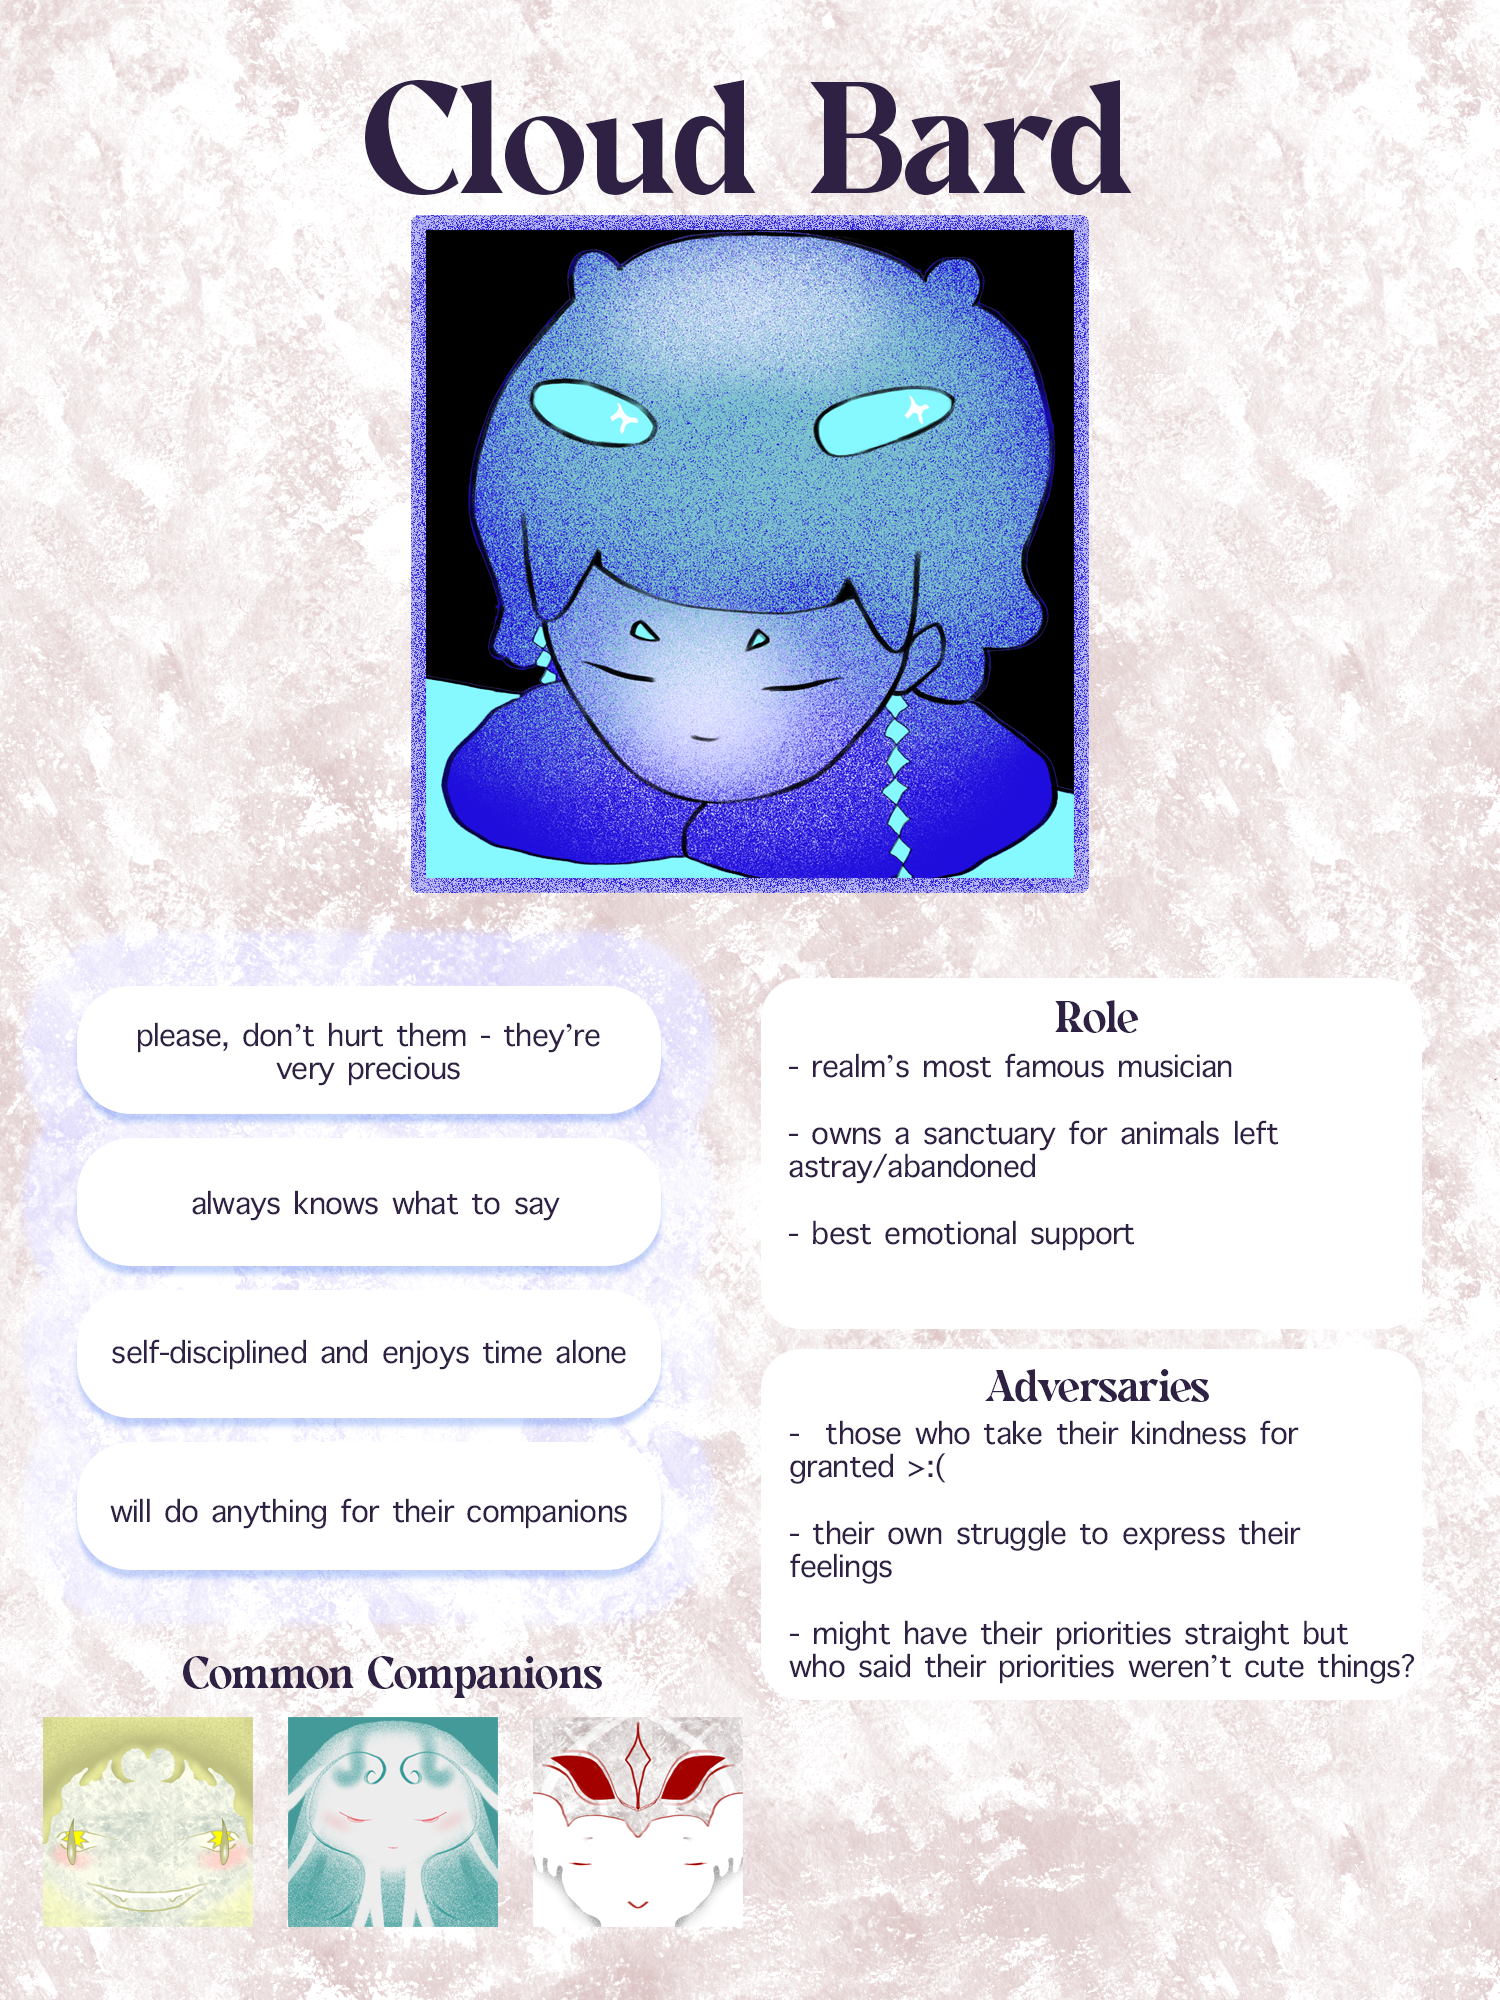 Cloud Bard
please, don’t hurt them - they’re
very precious
always knows what to say
self-disciplined and enjoys time alone
will do anything for their companions
Common Companions
Role
- realm’s most famous musician
- owns a sanctuary for animals left
astray/abandoned
- best emotional support
Adversaries
- those who take their kindness for
granted >:(
- their own struggle to express their
feelings
- might have their priorities straight but
who said their priorities weren’t cute things?